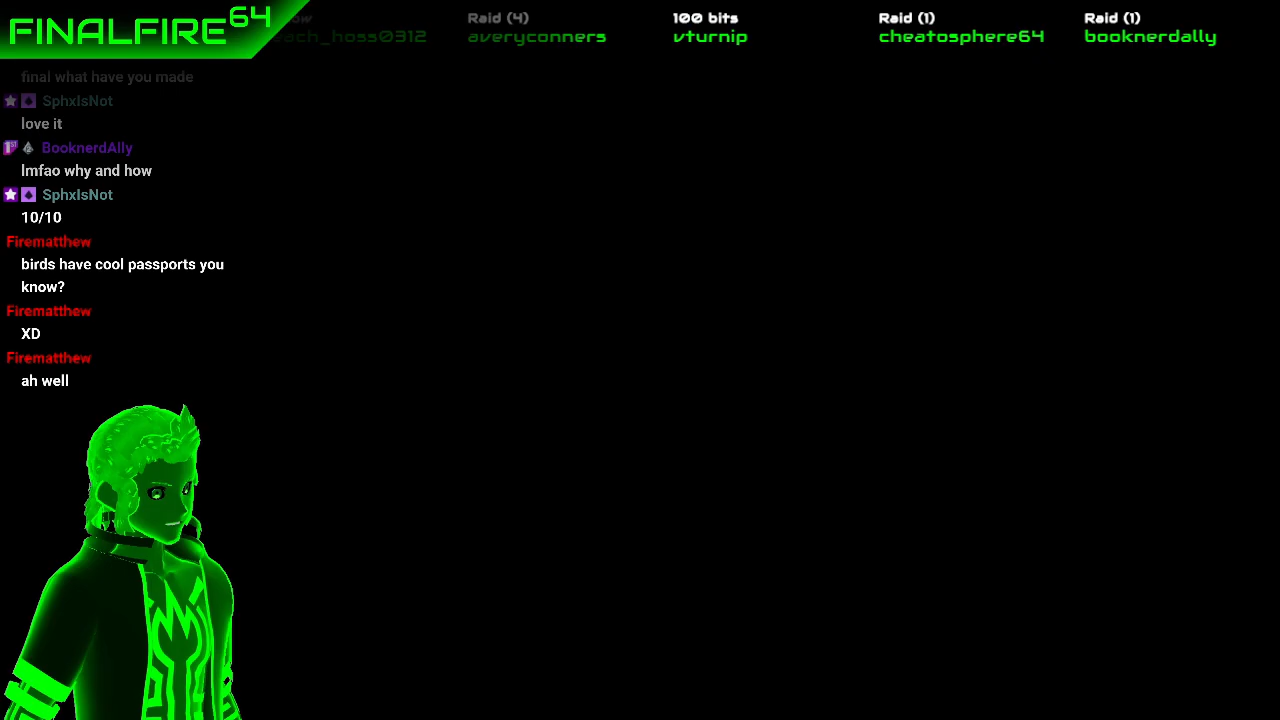 FINALFIRE64
Raid (4)
averyconners
100 bits
vturnip
Raid (1)
cheatosphere64
Raid (1)
booknerdally
final what have you made
SphxIsNot
love it
BooknerdAlly
lmfao why and how
SphxIsNot
10/10
Firematthew
birds have cool passports you
know?
Firematthew
XD
Firematthew
ah well